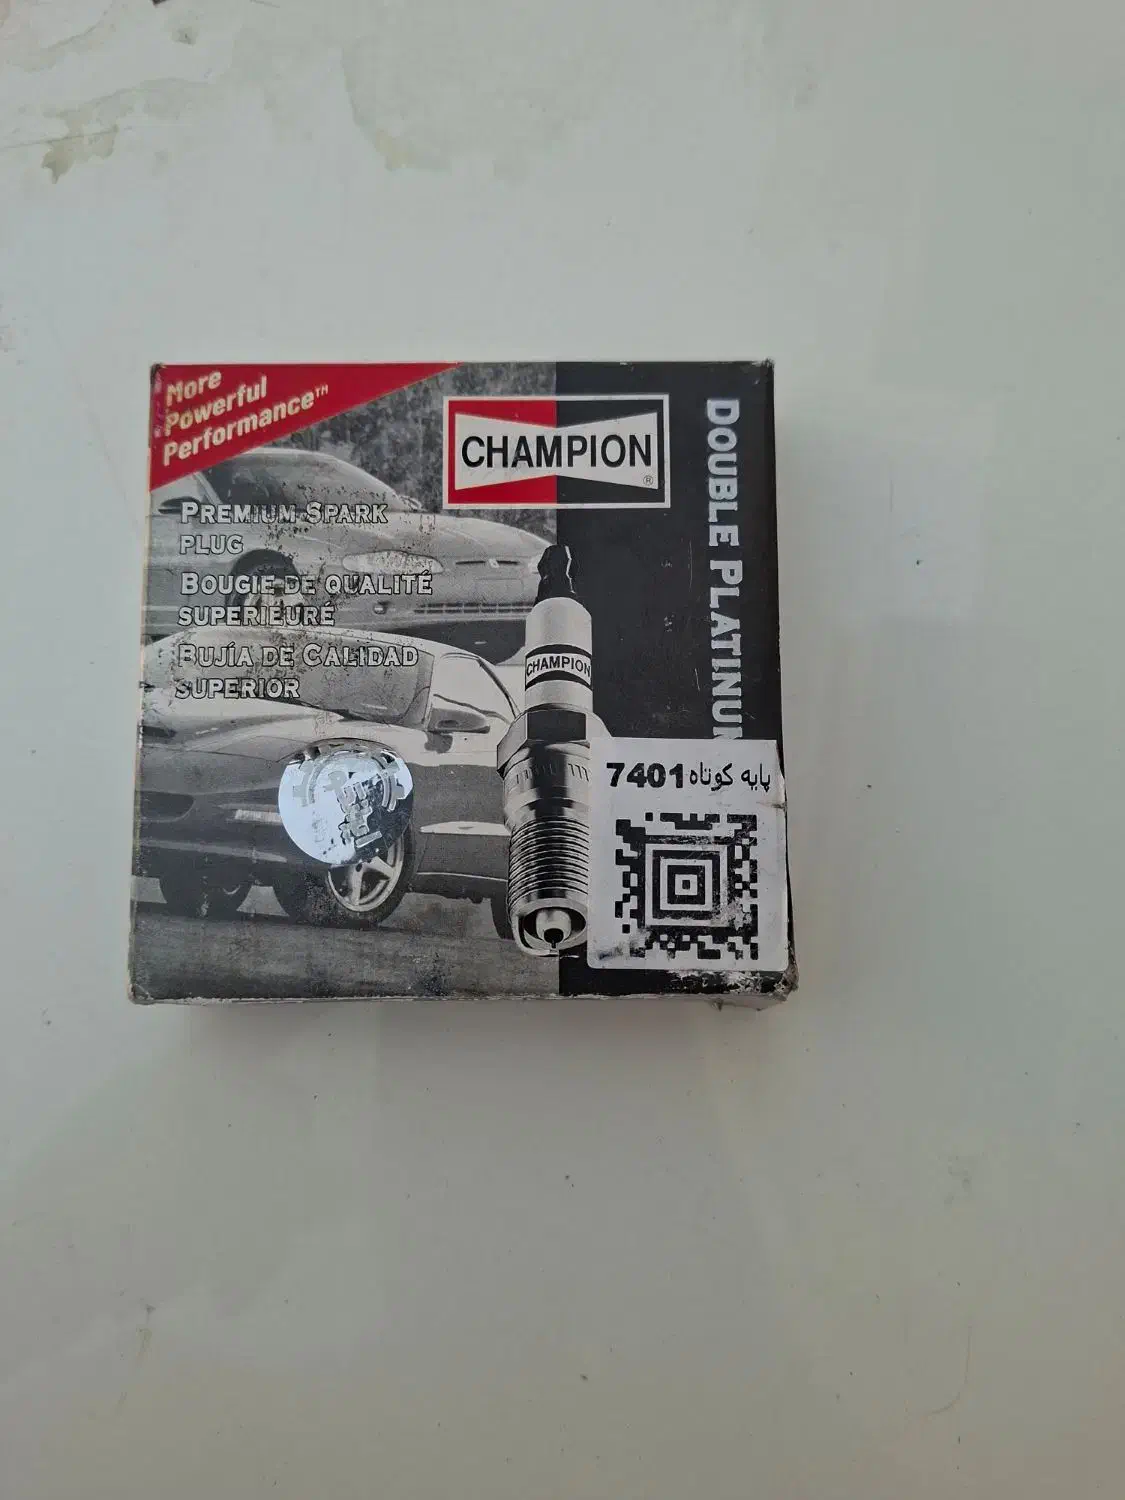 More
Powerful
Performance™
CHAMPION
®
DOUBLE PLATINUM
PREMIUM SPARK
PLUG
BOUGIE DE QUALITÉ
SUPERIEURÉ
BUJÍA DE CALIDAD
SUPERIOR
CHAMPION
پایه کوتاه 7401